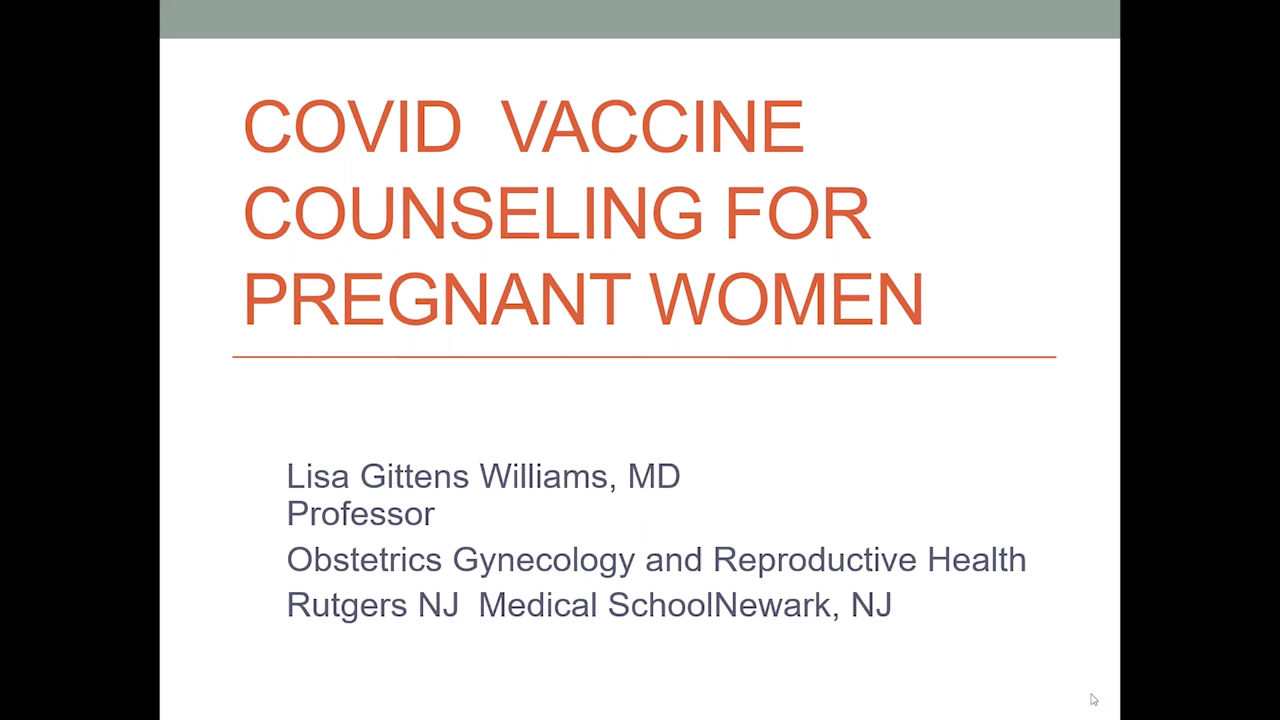 COVID  VACCINE
COUNSELING FOR
PREGNANT WOMEN
Lisa Gittens Williams, MD
Professor
Obstetrics Gynecology and Reproductive Health
Rutgers NJ  Medical SchoolNewark, NJ